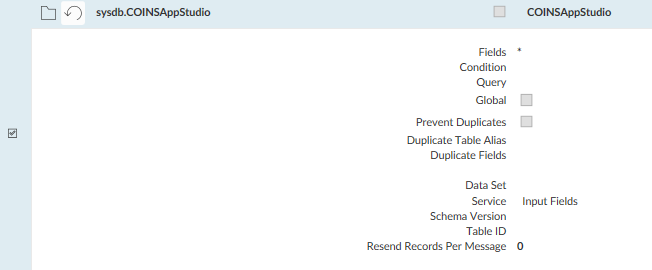 sysdb.COINSAppStudio COINSAppStudio
Fields *
Condition
Query
Global
Prevent Duplicates
Duplicate Table Alias
Duplicate Fields
Data Set
Service Input Fields
Schema Version
Table ID
Resend Records Per Message 0